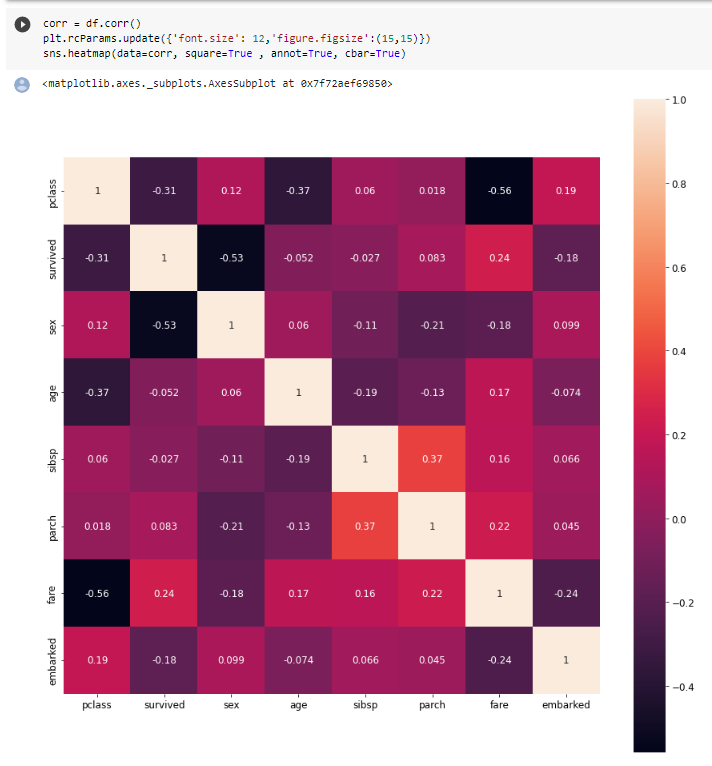 corr = df.corr()
plt.rcParams.update({'font.size': 12,'figure.figsize':(15,15)})
sns.heatmap(data=corr, square=True , annot=True, cbar=True)
<matplotlib.axes._subplots.AxesSubplot at 0x7f72aef69850>
pclass 1 -0.31 0.12 -0.37 0.06 0.018 -0.56 0.19
survived -0.31 1 -0.53 -0.052 -0.027 0.083 0.24 -0.18
sex 0.12 -0.53 1 0.06 -0.11 -0.21 -0.18 0.099
age -0.37 -0.052 0.06 1 -0.19 -0.13 0.17 -0.074
sibsp 0.06 -0.027 -0.11 -0.19 1 0.37 0.16 0.066
parch 0.018 0.083 -0.21 -0.13 0.37 1 0.22 0.045
fare -0.56 0.24 -0.18 0.17 0.16 0.22 1 -0.24
embarked 0.19 -0.18 0.099 -0.074 0.066 0.045 -0.24 1
pclass survived sex age sibsp parch fare embarked
1.0
0.8
0.6
0.4
0.2
0.0
−0.2
−0.4